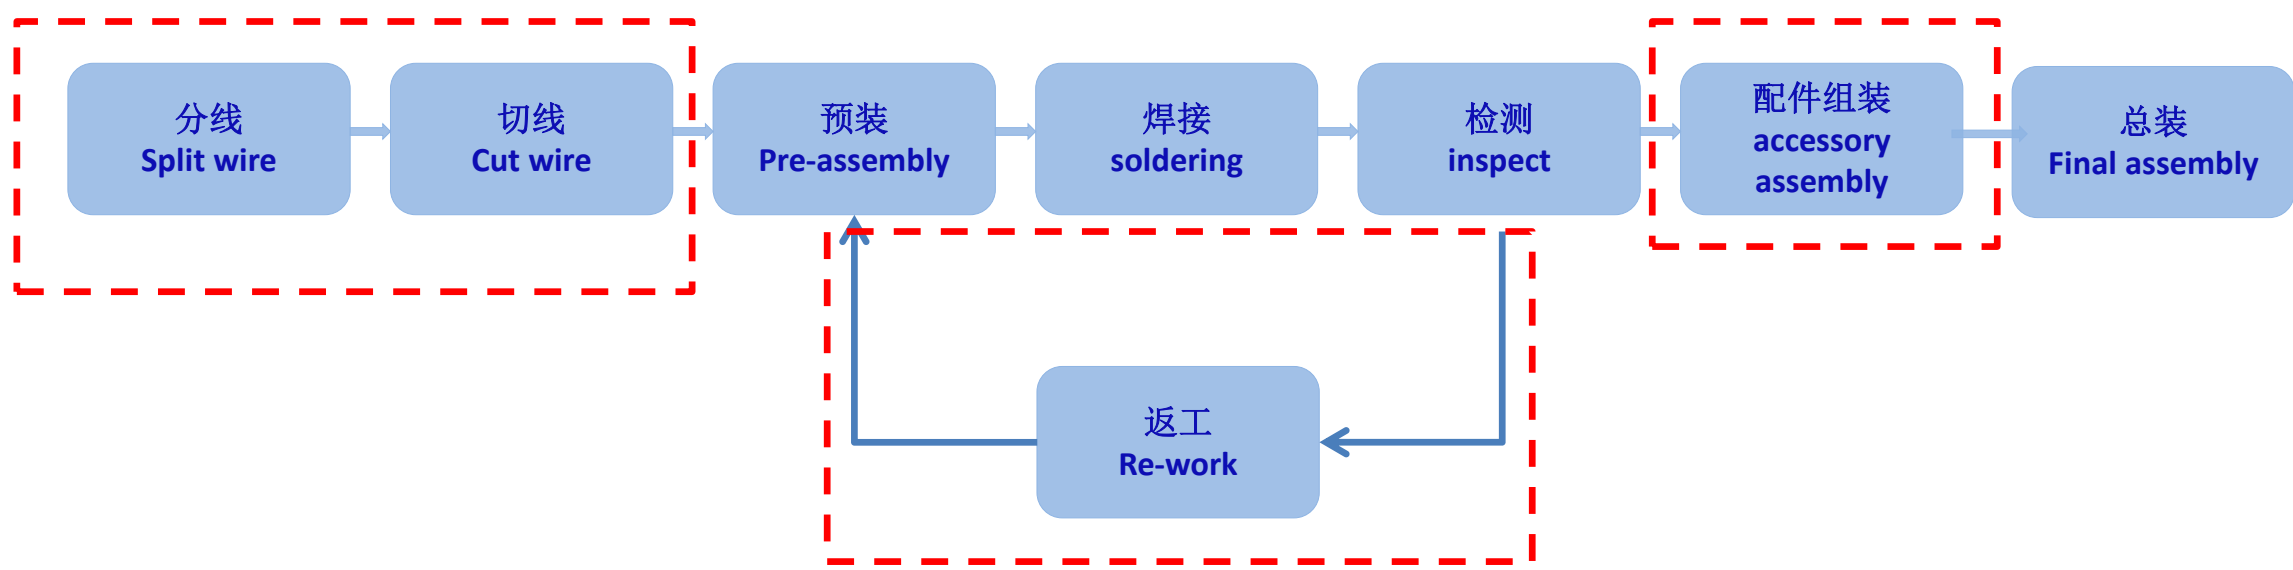 分线
Split wire
切线
Cut wire
预装
Pre-assembly
焊接
soldering
检测
inspect
配件组装
accessory
assembly
总装
Final assembly
返工
Re-work